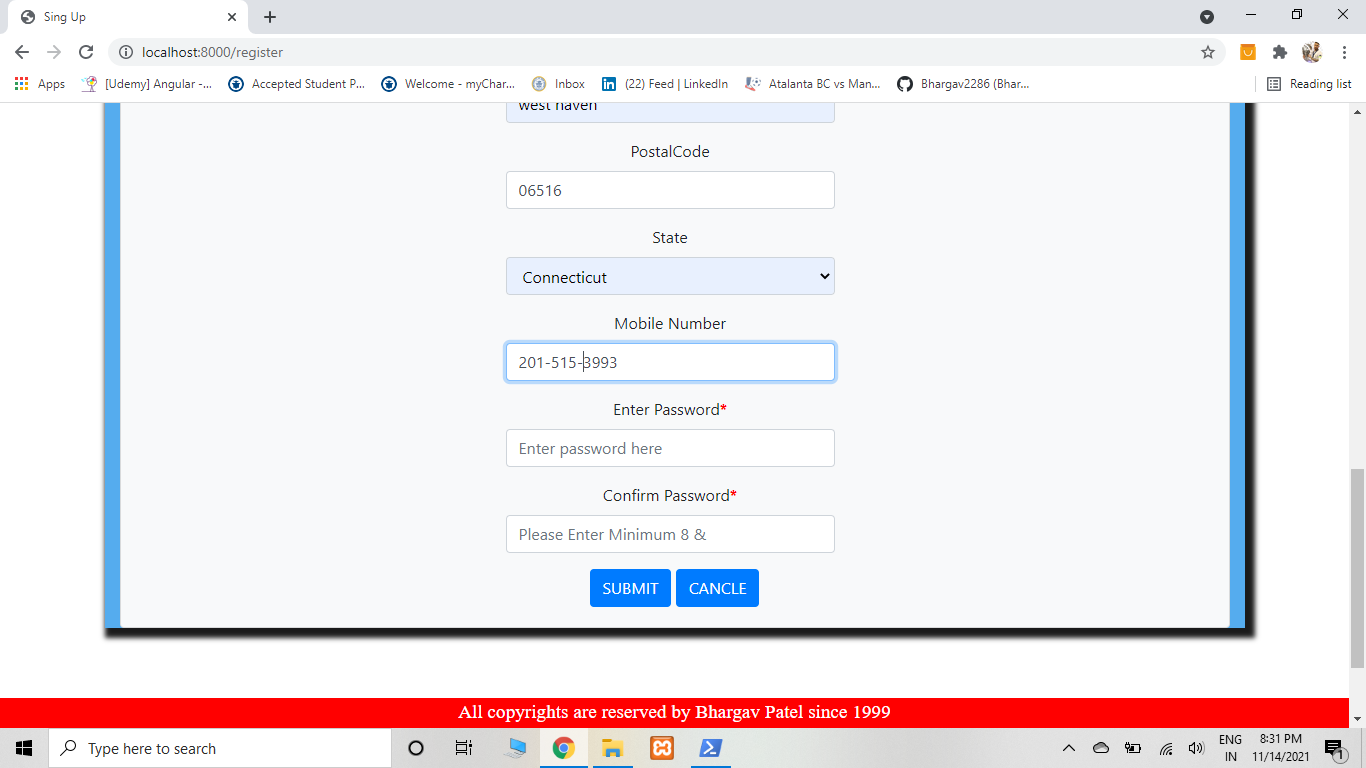 Sing Up
localhost:8000/register
Apps
[Udemy] Angular -...
Accepted Student P...
Welcome - myChar...
Inbox
(22) Feed | LinkedIn
Atalanta BC vs Man...
Bhargav2286 (Bhar...
Reading list
west haven
PostalCode
06516
State
Connecticut
Mobile Number
201-515-3993
Enter Password*
Enter password here
Confirm Password*
Please Enter Minimum 8 &
SUBMIT
CANCLE
All copyrights are reserved by Bhargav Patel since 1999
Type here to search
ENG
IN
8:31 PM
11/14/2021
1